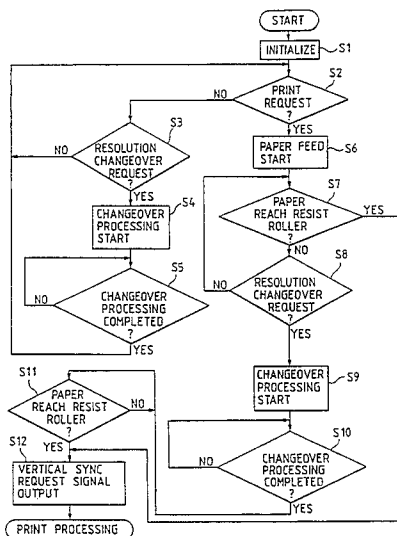 START
INITIALIZE
S1
S2
PRINT
REQUEST
?
NO
YES
S3
RESOLUTION
CHANGEOVER
REQUEST
?
NO
YES
PAPER FEED
START
S6
S4
CHANGEOVER
PROCESSING
START
S7
PAPER
REACH RESIST
ROLLER
?
YES
NO
S5
CHANGEOVER
PROCESSING
COMPLETED
?
NO
YES
S8
RESOLUTION
CHANGEOVER
REQUEST
?
NO
YES
CHANGEOVER
PROCESSING
START
S9
S11
PAPER
REACH RESIST
ROLLER
?
NO
YES
S10
CHANGEOVER
PROCESSING
COMPLETED
?
NO
YES
S12
VERTICAL SYNC
REQUEST SIGNAL
OUTPUT
PRINT PROCESSING